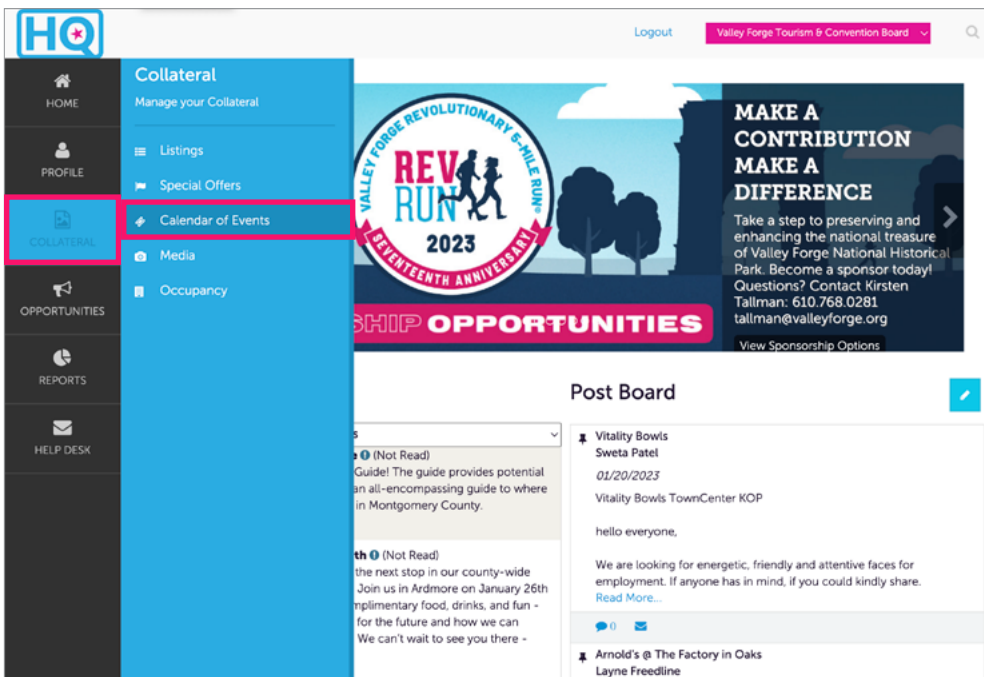 HQ
Logout
Valley Forge Tourism & Convention Board
HOME
PROFILE
COLLATERAL
OPPORTUNITIES
REPORTS
HELP DESK
Collateral
Manage your Collateral
Listings
Special Offers
Calendar of Events
Media
Occupancy
VALLEY FORGE REVOLUTIONARY 5-MILE RUN®
REV
RUN
2023
SEVENTEENTH ANNIVERSARY
SHIP OPPORTUNITIES
MAKE A
CONTRIBUTION
MAKE A
DIFFERENCE
Take a step to preserving and
enhancing the national treasure
of Valley Forge National Historical
Park. Become a sponsor today!
Questions? Contact Kirsten
Tallman: 610.768.0281
tallman@valleyforge.org
View Sponsorship Options
s
e (Not Read)
Guide! The guide provides potential
an all-encompassing guide to where
in Montgomery County.
th (Not Read)
the next stop in our county-wide
Join us in Ardmore on January 26th
mplimentary food, drinks, and fun -
for the future and how we can
We can't wait to see you there -
Post Board
Vitality Bowls
Sweta Patel
01/20/2023
Vitality Bowls TownCenter KOP
hello everyone,
We are looking for energetic, friendly and attentive faces for
employment. If anyone has in mind, if you could kindly share.
Read More...
0
Arnold's @ The Factory in Oaks
Layne Freedline